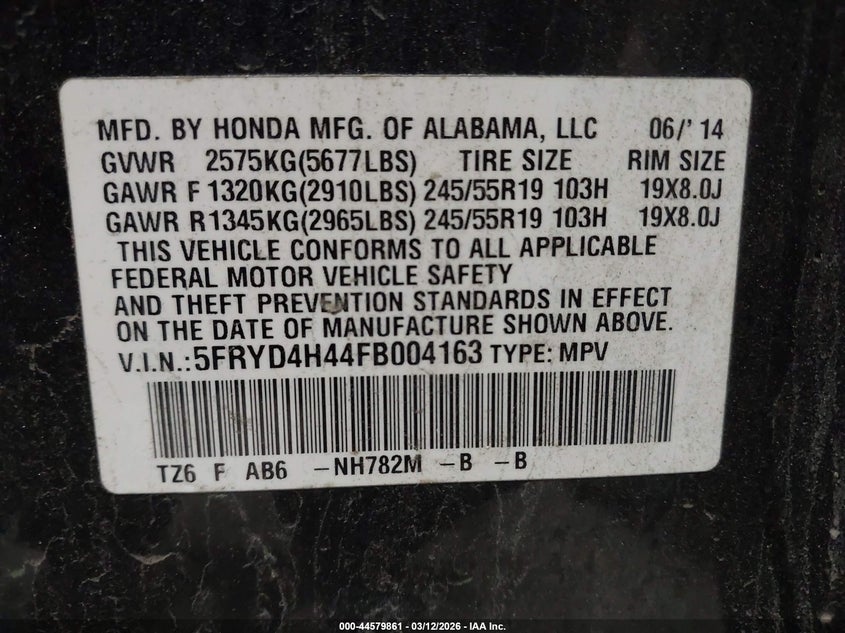 MFD. BY HONDA MFG. OF ALABAMA, LLC 06/' 14
GVWR 2575KG(5677LBS) TIRE SIZE RIM SIZE
GAWR F 1320KG(2910LBS) 245/55R19 103H 19X8.0J
GAWR R1345KG(2965LBS) 245/55R19 103H 19X8.0J
THIS VEHICLE CONFORMS TO ALL APPLICABLE
FEDERAL MOTOR VEHICLE SAFETY
AND THEFT PREVENTION STANDARDS IN EFFECT
ON THE DATE OF MANUFACTURE SHOWN ABOVE.
V.I.N.:5FRYD4H44FB004163 TYPE: MPV
TZ6 F AB6 -NH782M -B -B
000-44579861 - 03/12/2026 - IAA Inc.